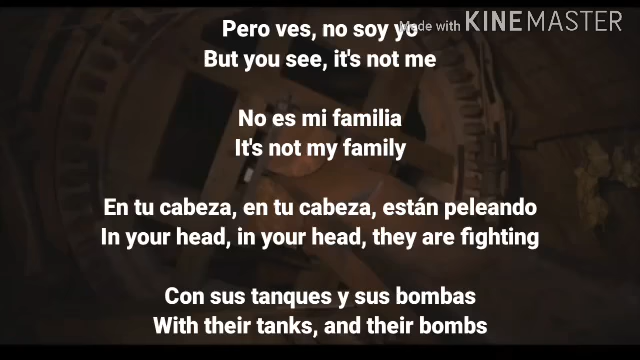 Pero ves, no soy yo
Made with KINEMASTER
But you see, it's not me
No es mi familia
It's not my family
En tu cabeza, en tu cabeza, están peleando
In your head, in your head, they are fighting
Con sus tanques y sus bombas
With their tanks, and their bombs